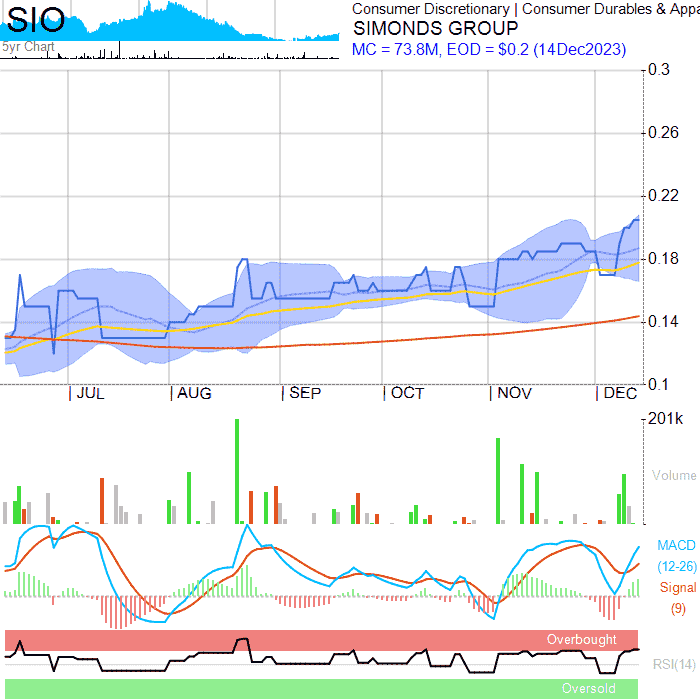 SIO
5yr Chart
Consumer Discretionary | Consumer Durables & Appa
SIMONDS GROUP
MC = 73.8M, EOD = $0.2 (14Dec2023)
0.3
0.26
0.22
0.18
0.14
0.1
JUL AUG SEP OCT NOV DEC
201k
Volume
MACD
(12-26)
Signal
(9)
Overbought
RSI(14)
Oversold